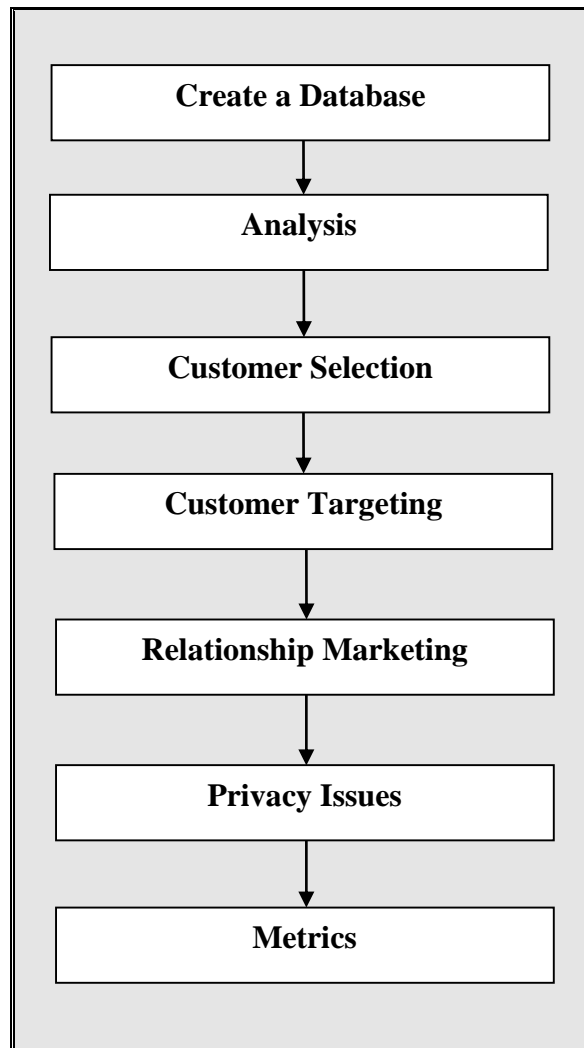 Create a Database
Analysis
Customer Selection
Customer Targeting
Relationship Marketing
Privacy Issues
Metrics